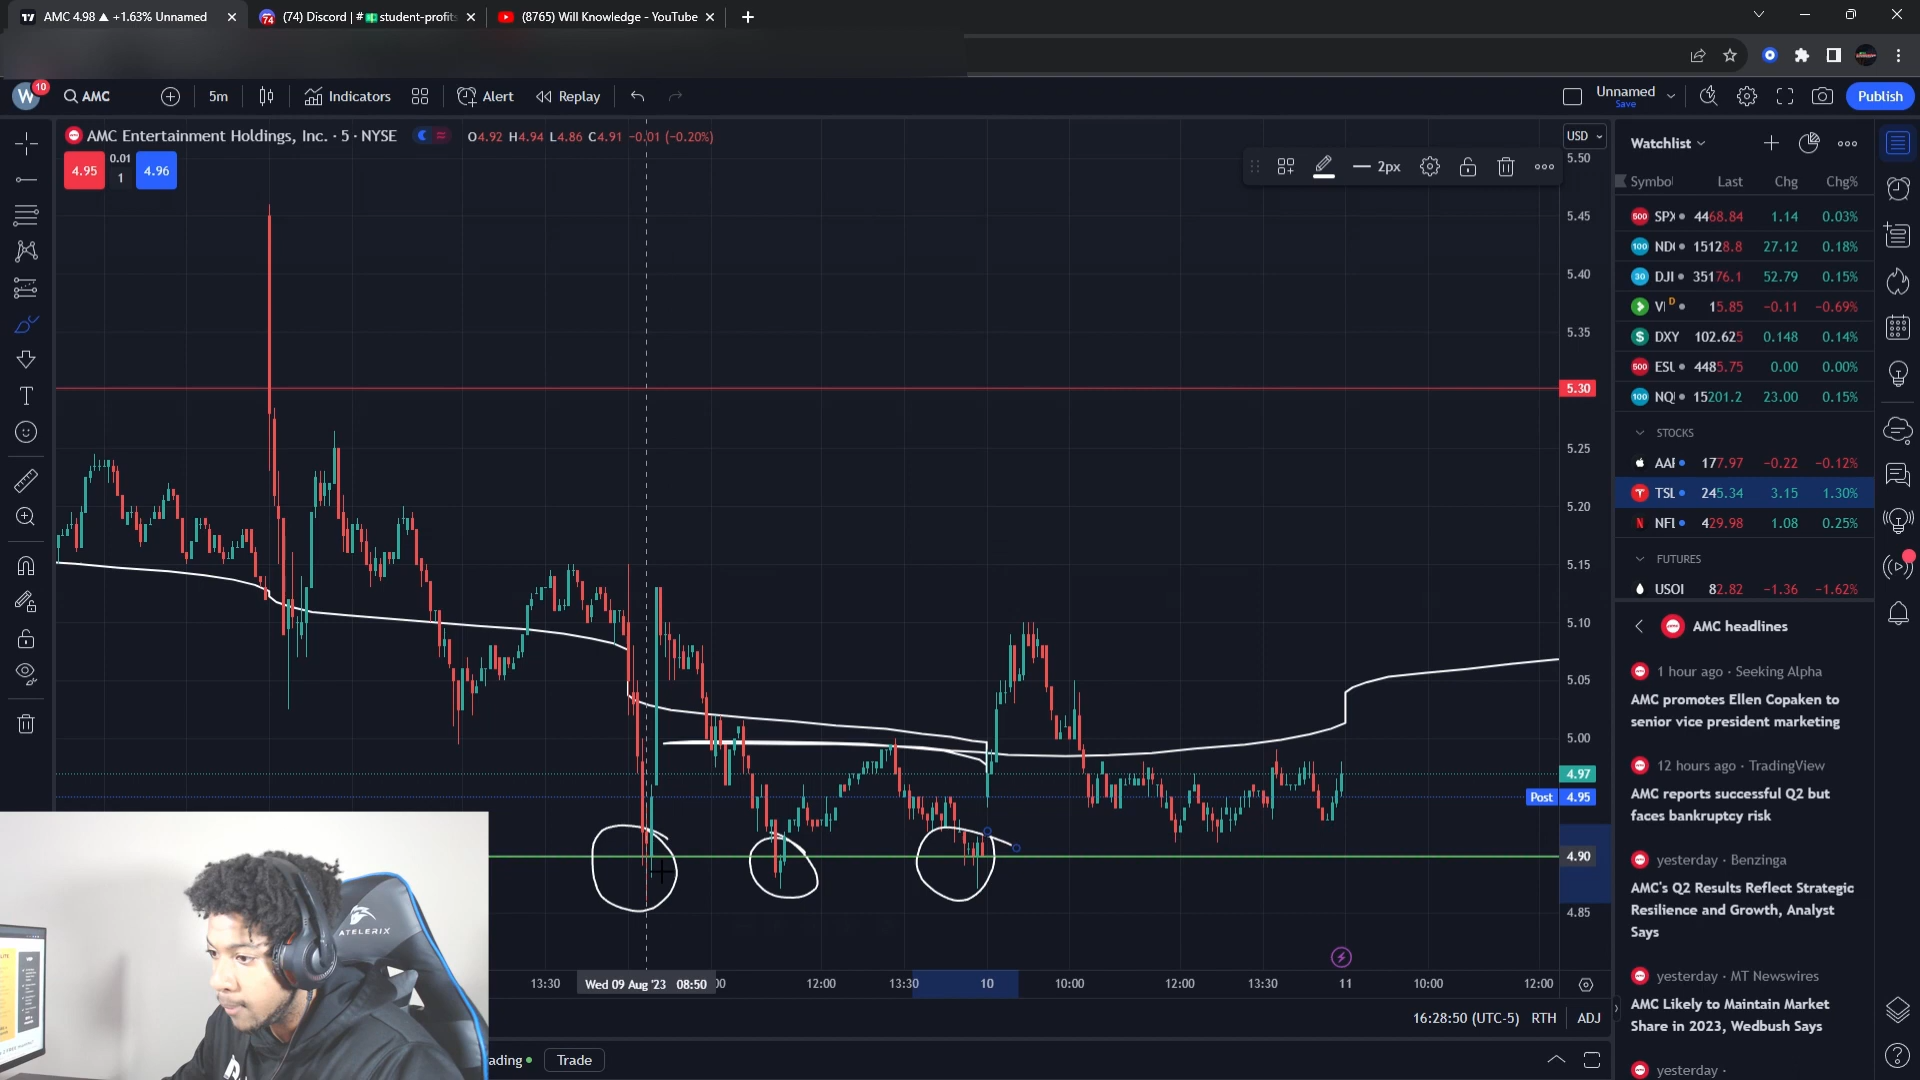 AMC 4.98 ▲ +1.63% Unnamed
(74) Discord | # student-profits
(8765) Will Knowledge - YouTube
W
10
AMC
5m
Indicators
Alert
Replay
Unnamed
Save
Publish
AMC Entertainment Holdings, Inc. · 5 · NYSE
O4.92 H4.94 L4.86 C4.91 −0.01 (−0.20%)
4.95
0.01
1
4.96
2px
USD
5.50
5.45
5.40
5.35
5.30
5.25
5.20
5.15
5.10
5.05
5.00
4.97
Post 4.95
4.90
4.85
13:30
Wed 09 Aug '23 08:50
12:00
13:30
10
10:00
12:00
13:30
11
10:00
12:00
16:28:50 (UTC-5) RTH ADJ
ading
Trade
Watchlist
Symbol Last Chg Chg%
SPX 4468.84 1.14 0.03%
15128.8 27.12 0.18%
DJI 35176.1 52.79 0.15%
D 15.85 −0.11 −0.69%
DXY 102.625 0.148 0.14%
4485.75 0.00 0.00%
15201.2 23.00 0.15%
STOCKS
177.97 −0.22 −0.12%
TSL 245.34 3.15 1.30%
429.98 1.08 0.25%
FUTURES
USOI 82.82 −1.36 −1.62%
AMC headlines
1 hour ago · Seeking Alpha
AMC promotes Ellen Copaken to
senior vice president marketing
12 hours ago · TradingView
AMC reports successful Q2 but
faces bankruptcy risk
yesterday · Benzinga
AMC's Q2 Results Reflect Strategic
Resilience and Growth, Analyst
Says
yesterday · MT Newswires
AMC Likely to Maintain Market
Share in 2023, Wedbush Says
yesterday ·
ATELERIX